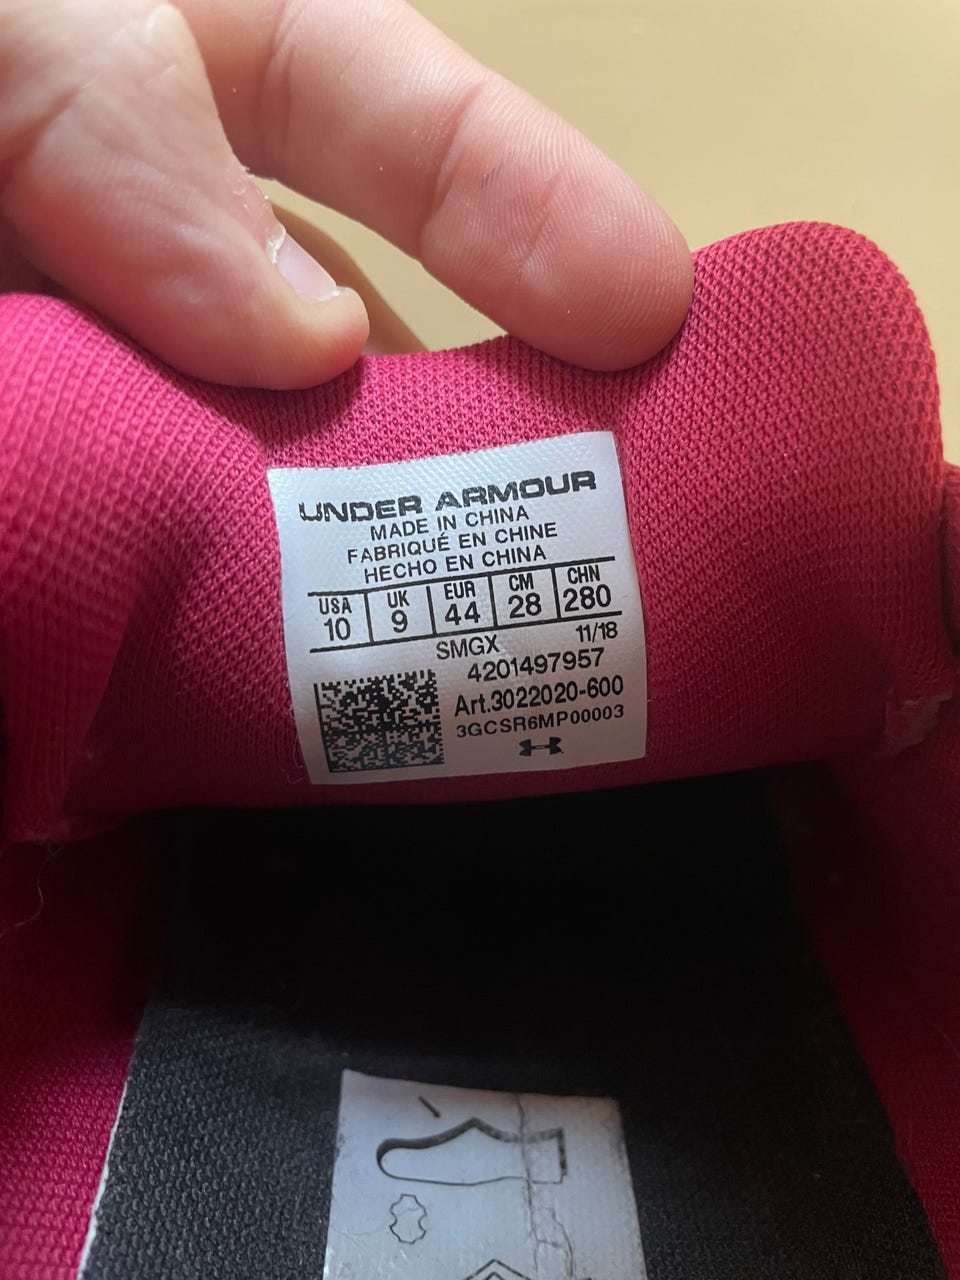 UNDER ARMOUR
MADE IN CHINA
FABRIQUÉ EN CHINE
HECHO EN CHINA
USA UK EUR CM CHN
10 9 44 28 280
SMGX 11/18
4201497957
Art.3022020-600
3GCSR6MP00003